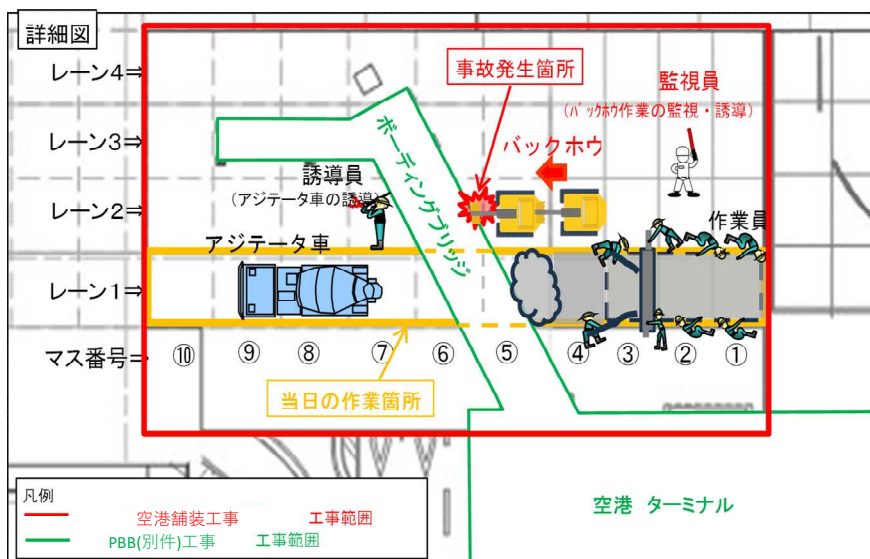 詳細図
レーン4⇒
事故発生箇所
監視員
(バックホウ作業の監視・誘導)
レーン3⇒
ボーディングブリッジ
バックホウ
誘導員
(アジテータ車の誘導)
レーン2⇒
作業員
アジテータ車
レーン1⇒
マス番号⇒
⑩ ⑨ ⑧ ⑦ ⑥ ⑤ ④ ③ ② ①
当日の作業箇所
空港 ターミナル
凡例
空港舗装工事 工事範囲
PBB(別件)工事 工事範囲